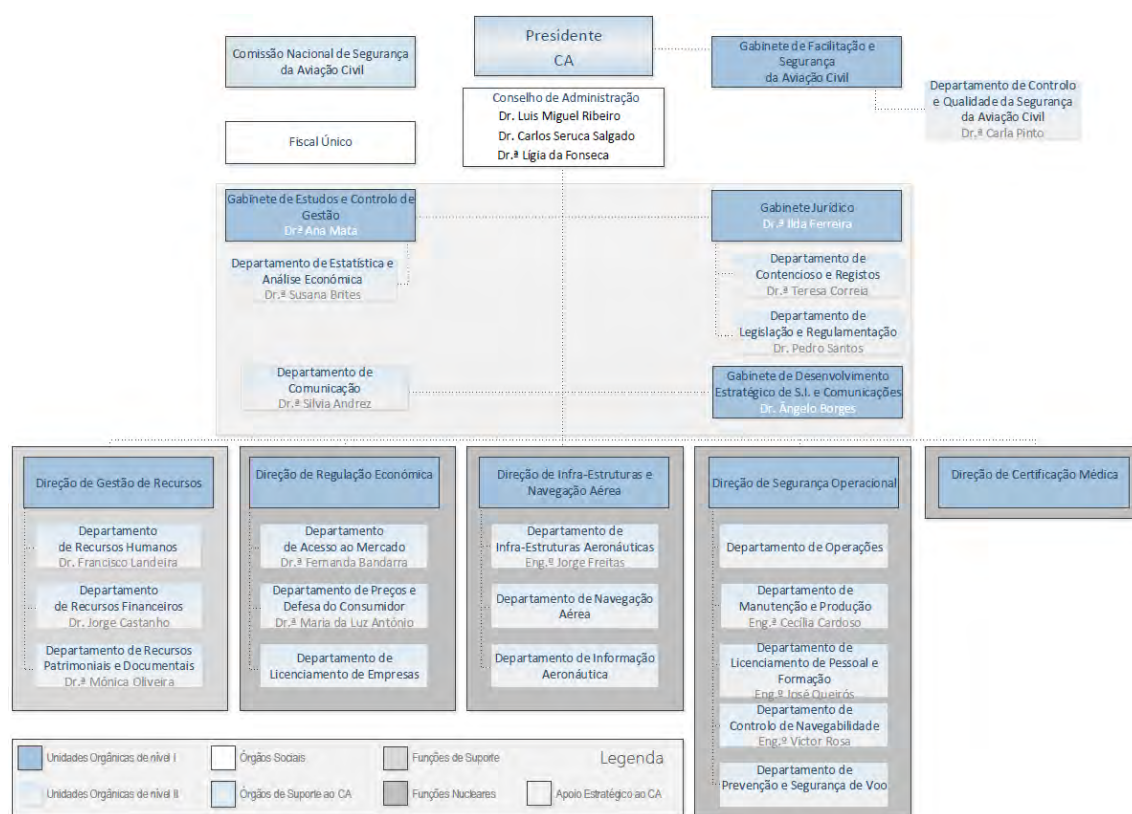 Presidente
CA
Comissão Nacional de Segurança
da Aviação Civil
Gabinete de Facilitação e
Segurança
da Aviação Civil
Departamento de Controlo
e Qualidade da Segurança
da Aviação Civil
Dr.ª Carla Pinto
Conselho de Administração
Dr. Luis Miguel Ribeiro
Dr. Carlos Seruca Salgado
Dr.ª Lígia da Fonseca
Fiscal Único
Gabinete de Estudos e Controlo de
Gestão
Drª Ana Mata
Gabinete Jurídico
Dr.ª Ilda Ferreira
Departamento de Estatística e
Análise Económica
Dr.ª Susana Brites
Departamento de
Contencioso e Registos
Dr.ª Teresa Correia
Departamento de
Legislação e Regulamentação
Dr. Pedro Santos
Departamento de
Comunicação
Dr.ª Silvia Andrez
Gabinete de Desenvolvimento
Estratégico de S.I. e Comunicações
Dr. Ângelo Borges
Direção de Gestão de Recursos
Departamento
de Recursos Humanos
Dr. Francisco Landeira
Departamento
de Recursos Financeiros
Dr. Jorge Castanho
Departamento de Recursos
Patrimoniais e Documentais
Dr.ª Mónica Oliveira
Direção de Regulação Económica
Departamento
de Acesso ao Mercado
Dr.ª Fernanda Bandarra
Departamento de Preços e
Defesa do Consumidor
Dr.ª Maria da Luz António
Departamento de
Licenciamento de Empresas
Direção de Infra-Estruturas e
Navegação Aérea
Departamento de
Infra-Estruturas Aeronáuticas
Eng.º Jorge Freitas
Departamento de Navegação
Aérea
Departamento de Informação
Aeronáutica
Direção de Segurança Operacional
Departamento de Operações
Departamento de
Manutenção e Produção
Eng.ª Cecília Cardoso
Departamento de
Licenciamento de Pessoal e
Formação
Eng.º José Queirós
Departamento de
Controlo de Navegabilidade
Eng.º Victor Rosa
Departamento de
Prevenção e Segurança de Voo
Direção de Certificação Médica
Legenda
Unidades Orgânicas de nível I
Órgãos Sociais
Funções de Suporte
Unidades Orgânicas de nível II
Órgãos de Suporte ao CA
Funções Nucleares
Apoio Estratégico ao CA